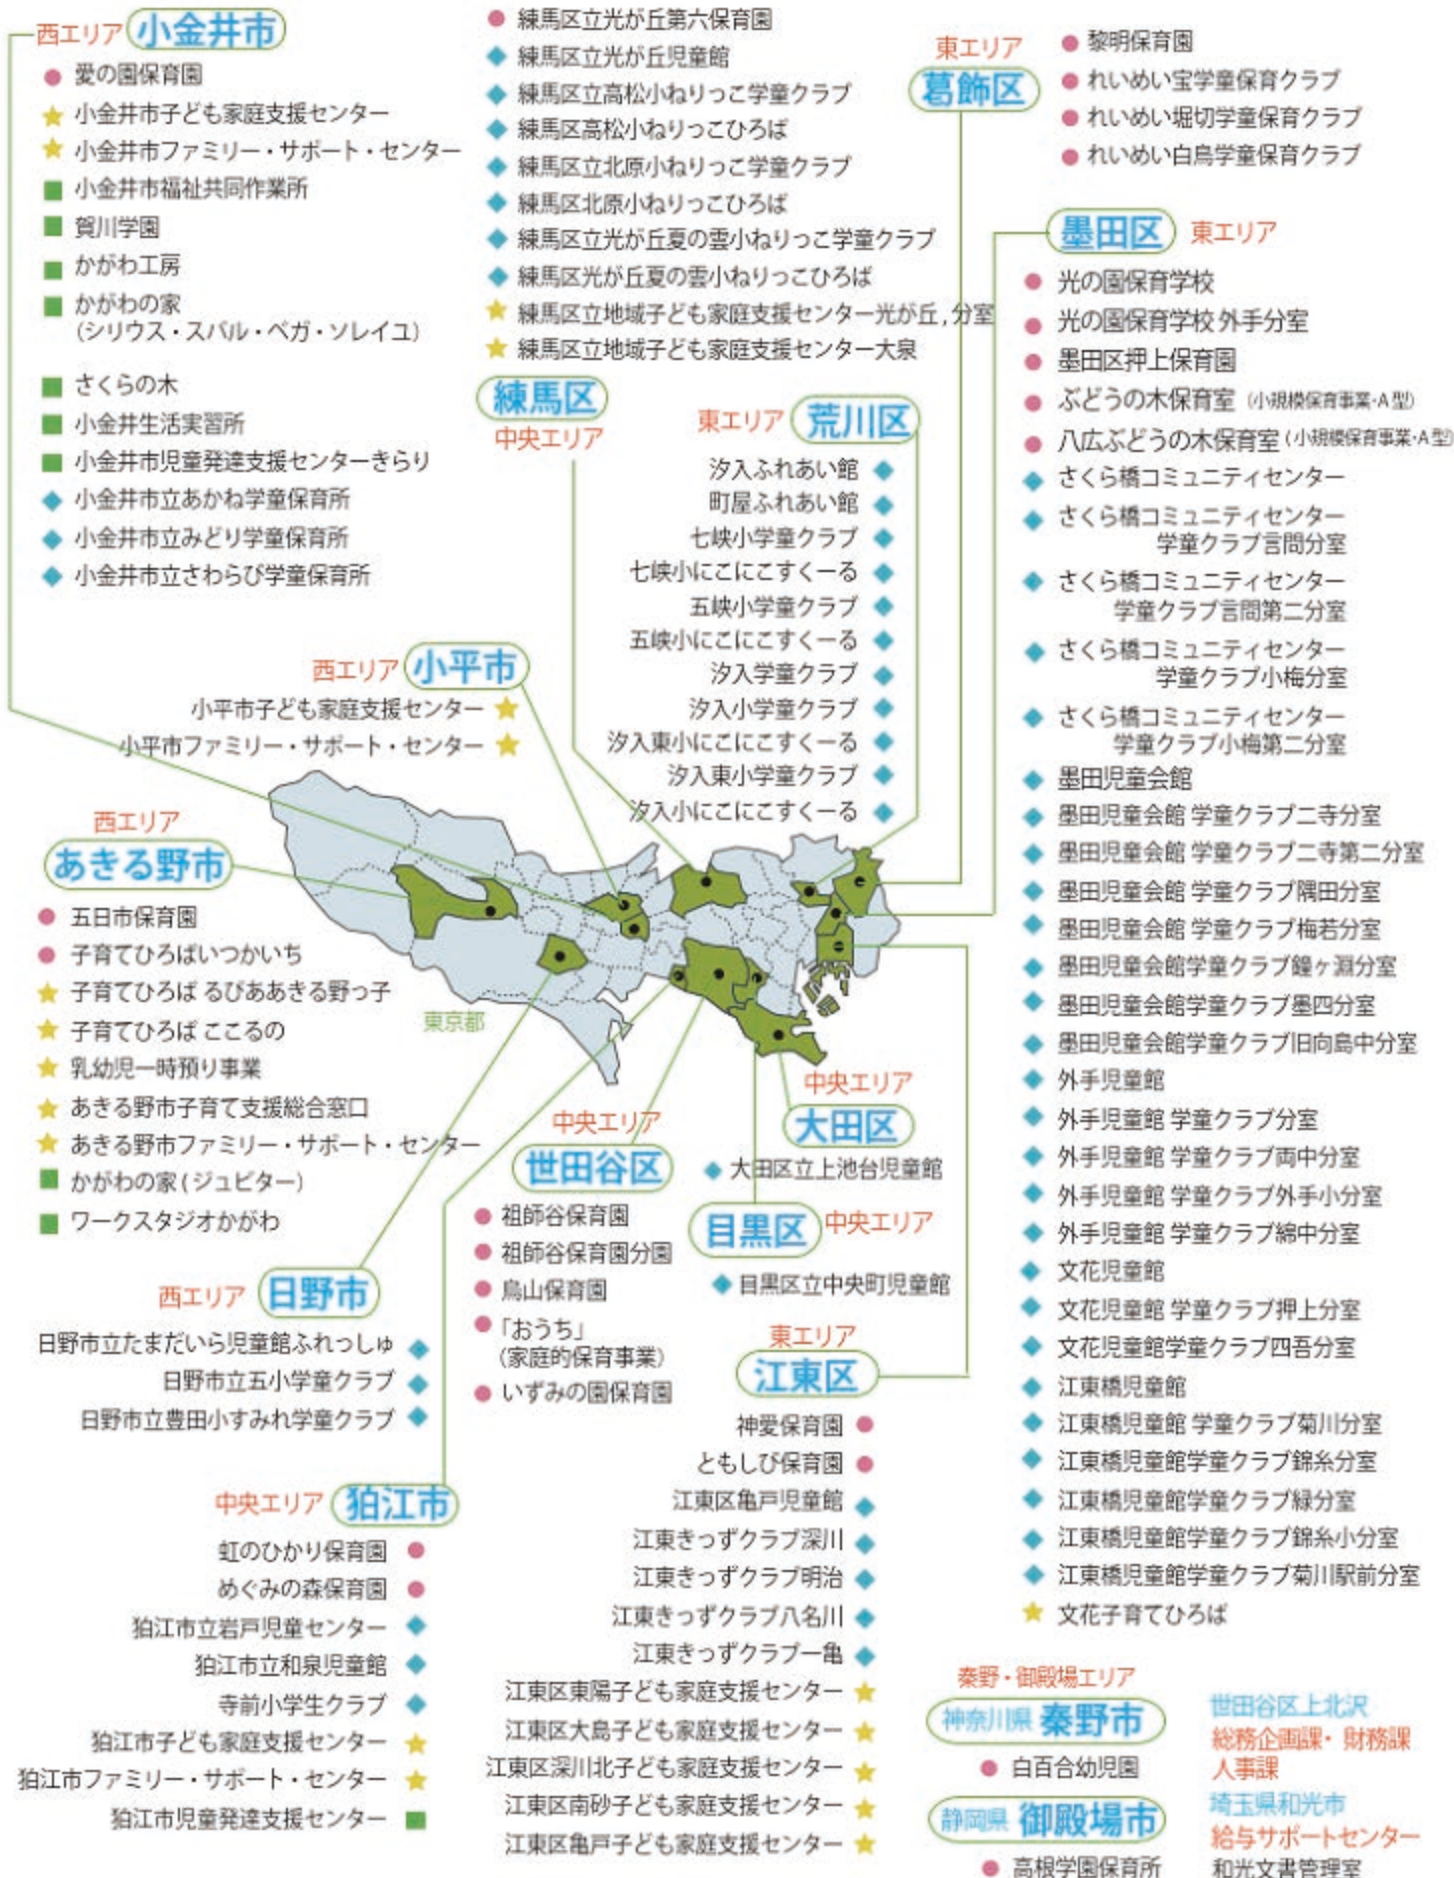 西エリア 小金井市
愛の園保育園
小金井市子ども家庭支援センター
小金井市ファミリー・サポート・センター
小金井市福祉共同作業所
賀川学園
かがわ工房
かがわの家
(シリウス・スバル・ベガ・ソレイユ)
さくらの木
小金井生活実習所
小金井市児童発達支援センターきらり
小金井市立あかね学童保育所
小金井市立みどり学童保育所
小金井市立さわらび学童保育所
練馬区立光が丘第六保育園
練馬区立光が丘児童館
練馬区立高松小ねりっこ学童クラブ
練馬区高松小ねりっこひろば
練馬区立北原小ねりっこ学童クラブ
練馬区北原小ねりっこひろば
練馬区立光が丘夏の雲小ねりっこ学童クラブ
練馬区光が丘夏の雲小ねりっこひろば
練馬区立地域子ども家庭支援センター光が丘,分室
練馬区立地域子ども家庭支援センター大泉
練馬区
中央エリア
東エリア
葛飾区
黎明保育園
れいめい宝学童保育クラブ
れいめい堀切学童保育クラブ
れいめい白鳥学童保育クラブ
墨田区 東エリア
光の園保育学校
光の園保育学校 外手分室
墨田区押上保育園
ぶどうの木保育室 (小規模保育事業・A型)
八広ぶどうの木保育室 (小規模保育事業・A型)
さくら橋コミュニティセンター
さくら橋コミュニティセンター
学童クラブ言問分室
さくら橋コミュニティセンター
学童クラブ言問第二分室
さくら橋コミュニティセンター
学童クラブ小梅分室
さくら橋コミュニティセンター
学童クラブ小梅第二分室
墨田児童会館
墨田児童会館 学童クラブ二寺分室
墨田児童会館 学童クラブ二寺第二分室
墨田児童会館 学童クラブ隅田分室
墨田児童会館 学童クラブ梅若分室
墨田児童会館学童クラブ鐘ヶ淵分室
墨田児童会館学童クラブ墨四分室
墨田児童会館学童クラブ旧向島中分室
外手児童館
外手児童館 学童クラブ分室
外手児童館 学童クラブ両中分室
外手児童館 学童クラブ外手小分室
外手児童館 学童クラブ錦中分室
文花児童館
文花児童館 学童クラブ押上分室
文花児童館学童クラブ四吾分室
江東橋児童館
江東橋児童館 学童クラブ菊川分室
江東橋児童館学童クラブ錦糸分室
江東橋児童館学童クラブ緑分室
江東橋児童館学童クラブ錦糸小分室
江東橋児童館学童クラブ菊川駅前分室
文花子育てひろば
東エリア 荒川区
汐入ふれあい館
町屋ふれあい館
七峡小学童クラブ
七峡小にこにこすくーる
五峡小学童クラブ
五峡小にこにこすくーる
汐入学童クラブ
汐入小学童クラブ
汐入東小にこにこすくーる
汐入東小学童クラブ
汐入小にこにこすくーる
西エリア 小平市
小平市子ども家庭支援センター
小平市ファミリー・サポート・センター
西エリア
あきる野市
五日市保育園
子育てひろばいつかいち
子育てひろば るぴああきる野っ子
子育てひろば ここるの
乳幼児一時預り事業
あきる野市子育て支援総合窓口
あきる野市ファミリー・サポート・センター
かがわの家(ジュピター)
ワークスタジオかがわ
東京都
西エリア 日野市
日野市立たまだいら児童館ふれっしゅ
日野市立五小学童クラブ
日野市立豊田小すみれ学童クラブ
中央エリア 狛江市
虹のひかり保育園
めぐみの森保育園
狛江市立岩戸児童センター
狛江市立和泉児童館
寺前小学生クラブ
狛江市子ども家庭支援センター
狛江市ファミリー・サポート・センター
狛江市児童発達支援センター
中央エリア
世田谷区
祖師谷保育園
祖師谷保育園分園
烏山保育園
「おうち」
(家庭的保育事業)
いずみの園保育園
中央エリア
大田区
大田区立上池台児童館
目黒区 中央エリア
目黒区立中央町児童館
東エリア
江東区
神愛保育園
ともしび保育園
江東区亀戸児童館
江東きっずクラブ深川
江東きっずクラブ明治
江東きっずクラブ八名川
江東きっずクラブ一亀
江東区東陽子ども家庭支援センター
江東区大島子ども家庭支援センター
江東区深川北子ども家庭支援センター
江東区南砂子ども家庭支援センター
江東区亀戸子ども家庭支援センター
秦野・御殿場エリア
神奈川県 秦野市
白百合幼児園
静岡県 御殿場市
高根学園保育所
世田谷区上北沢
総務企画課・財務課
人事課
埼玉県和光市
給与サポートセンター
和光文書管理室